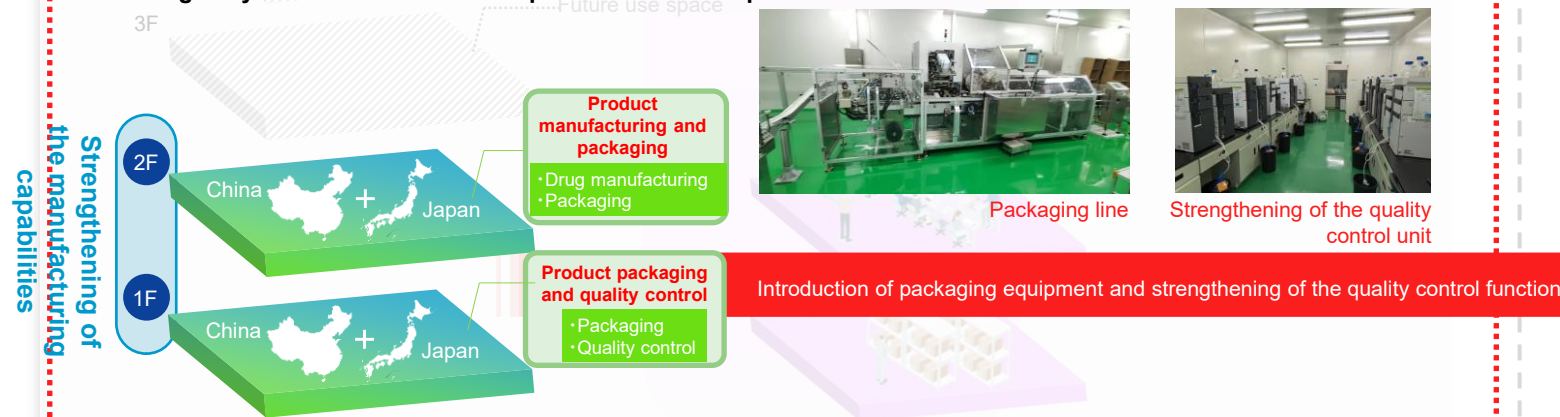 Future use space
3F
Strengthening of
the manufacturing
capabilities
2F
China
+
Japan
Product
manufacturing and
packaging
・Drug manufacturing
・Packaging
Packaging line
Strengthening of the quality
control unit
1F
China
+
Japan
Product packaging
and quality control
・Packaging
・Quality control
Introduction of packaging equipment and strengthening of the quality control function